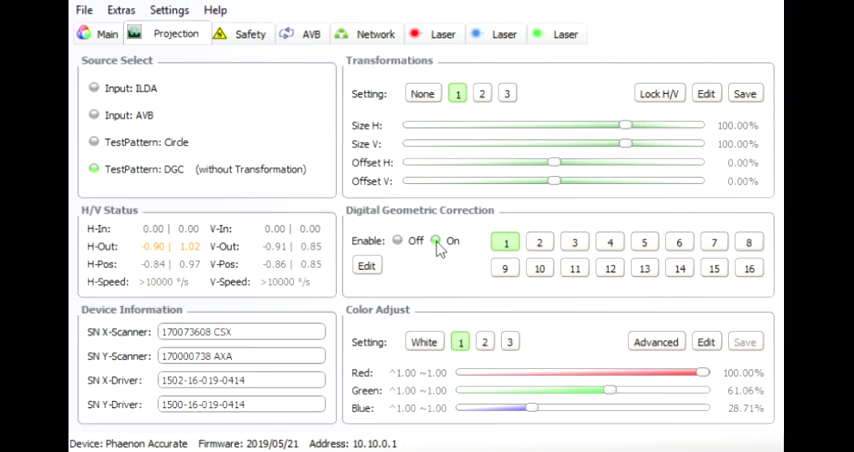 File Extras Settings Help
Main Projection Safety AVB Network Laser Laser Laser
Source Select
Input: ILDA
Input: AVB
TestPattern: Circle
TestPattern: DGC (without Transformation)
Transformations
Setting: None 1 2 3 Lock H/V Edit Save
Size H: 100.00%
Size V: 100.00%
Offset H: 0.00%
Offset V: 0.00%
H/V Status
H-In: 0.00 | 0.00 V-In: 0.00 | 0.00
H-Out: -0.90 | 1.02 V-Out: -0.91 | 0.85
H-Pos: -0.84 | 0.97 V-Pos: -0.86 | 0.85
H-Speed: >10000 °/s V-Speed: >10000 °/s
Digital Geometric Correction
Enable: Off On 1 2 3 4 5 6 7 8
Edit 9 10 11 12 13 14 15 16
Device Information
SN X-Scanner: 170073608 CSX
SN Y-Scanner: 170000738 AXA
SN X-Driver: 1502-16-019-0414
SN Y-Driver: 1500-16-019-0414
Color Adjust
Setting: White 1 2 3 Advanced Edit Save
Red: ^1.00 ~1.00 100.00%
Green: ^1.00 ~1.00 61.06%
Blue: ^1.00 ~1.00 28.71%
Device: Phaenon Accurate Firmware: 2019/05/21 Address: 10.10.0.1